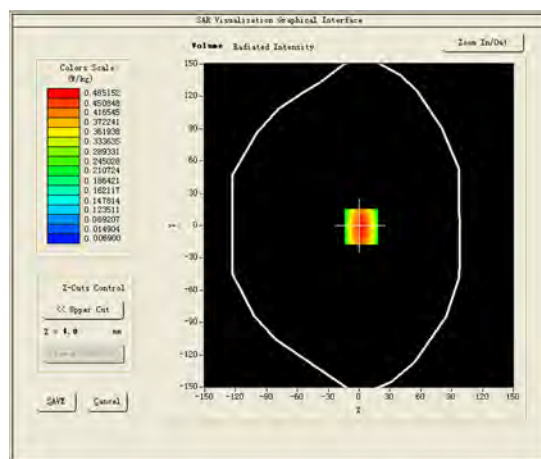 SAR Visualisation Graphical Interface
Volume Radiated Intensity
Zoom In/Out
Colors Scale
(W/kg)
0.485152
0.450848
0.416545
0.372241
0.361938
0.333635
0.289331
0.245028
0.210724
0.186421
0.162117
0.147814
0.123511
0.089207
0.014904
0.006900
150
120
90
60
30
0
-30
-60
-90
-120
-150
-150 -120 -90 -60 -30 0 30 60 90 120 150
X
Z-Cuts Control
<< Upper Cut
Z = 4.0 mm
SAVE Cancel